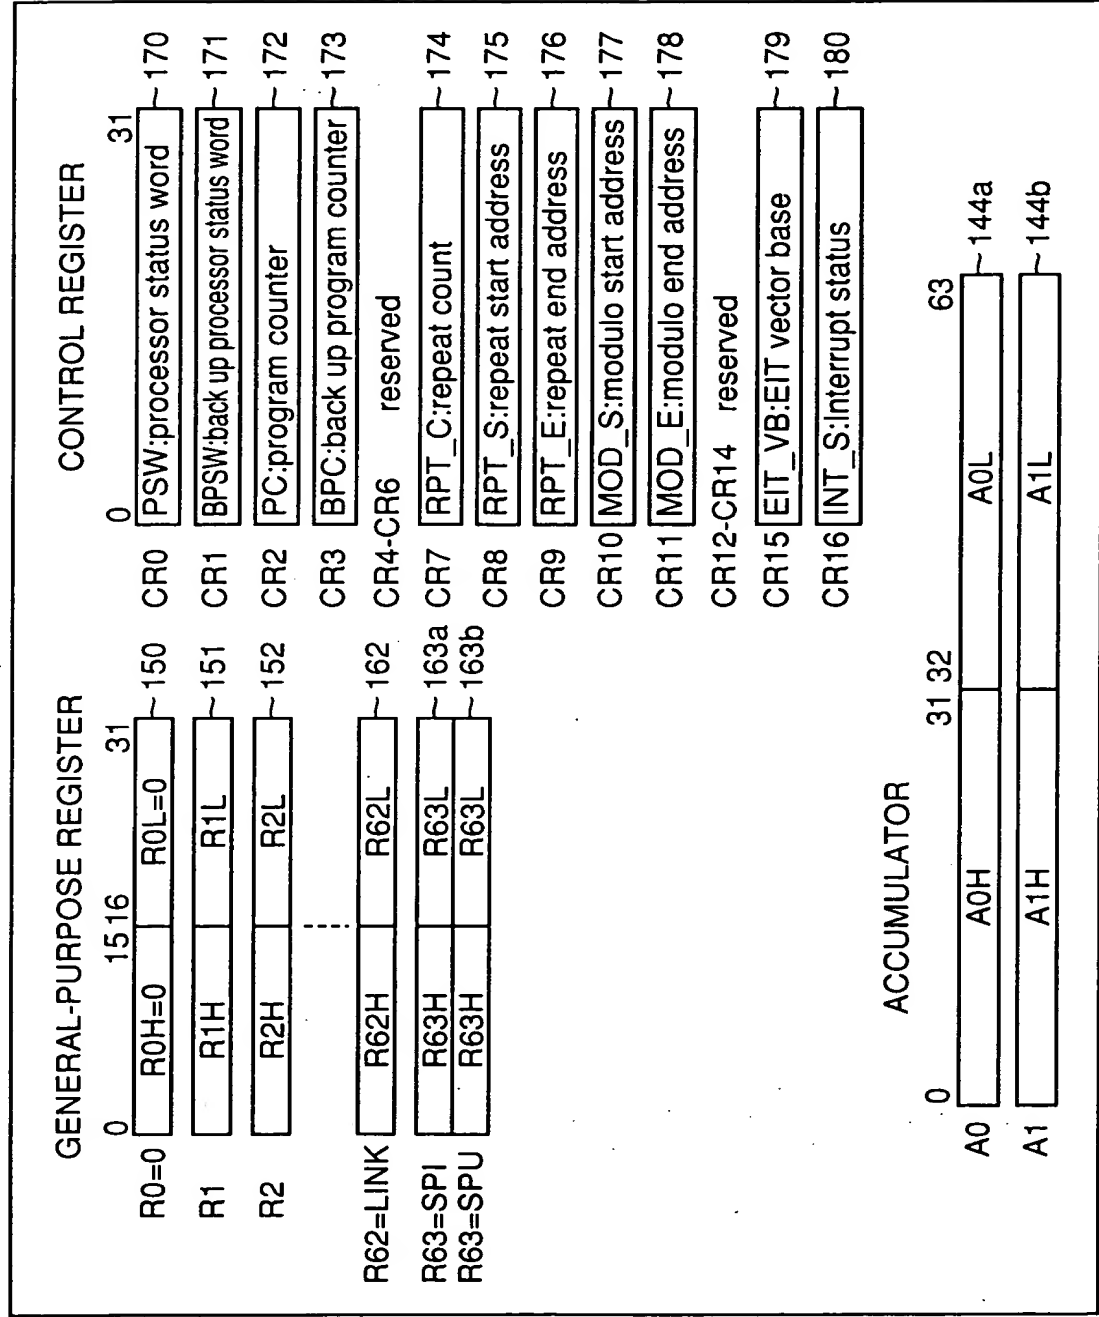 GENERAL-PURPOSE REGISTER
0 15 16 31
R0=0 R0H=0 R0L=0 150
R1 R1H R1L 151
R2 R2H R2L 152
R62=LINK R62H R62L 162
R63=SPI R63H R63L 163a
R63=SPU R63H R63L 163b
CONTROL REGISTER
0 31
CR0 PSW:processor status word 170
CR1 BPSW:back up processor status word 171
CR2 PC:program counter 172
CR3 BPC:back up program counter 173
CR4-CR6 reserved
CR7 RPT_C:repeat count 174
CR8 RPT_S:repeat start address 175
CR9 RPT_E:repeat end address 176
CR10 MOD_S:modulo start address 177
CR11 MOD_E:modulo end address 178
CR12-CR14 reserved
CR15 EIT_VB:EIT vector base 179
CR16 INT_S:Interrupt status 180
ACCUMULATOR
0 31 32 63
A0 A0H A0L 144a
A1 A1H A1L 144b